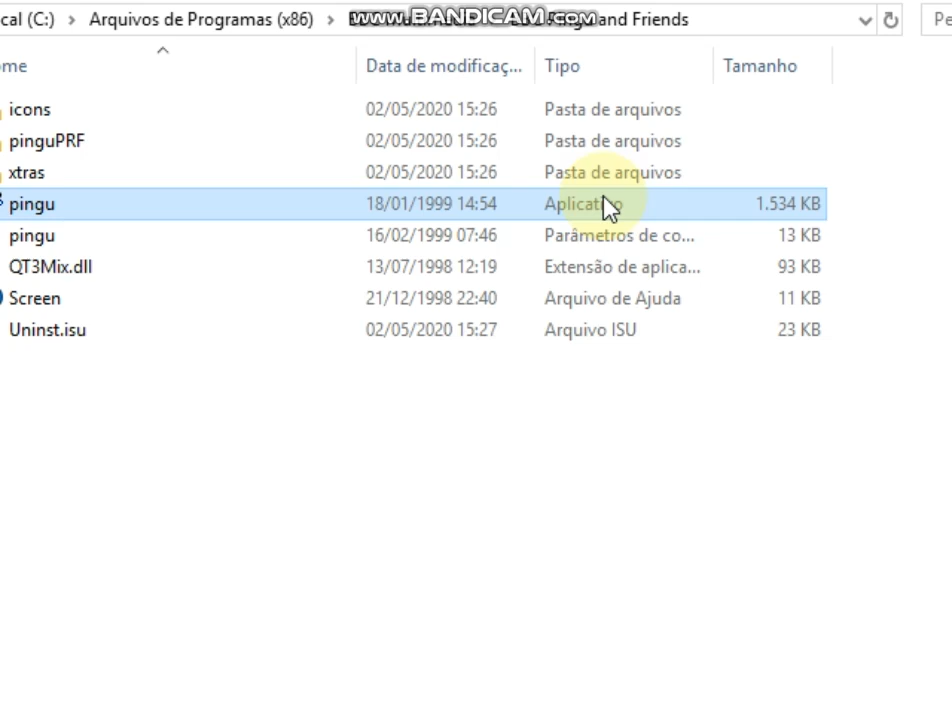 cal (C:) > Arquivos de Programas (x86) > and Friends Pe
www.BANDICAM.com
ome Data de modificaç... Tipo Tamanho
icons 02/05/2020 15:26 Pasta de arquivos
pinguPRF 02/05/2020 15:26 Pasta de arquivos
xtras 02/05/2020 15:26 Pasta de arquivos
pingu 18/01/1999 14:54 Aplicativo 1.534 KB
pingu 16/02/1999 07:46 Parâmetros de co... 13 KB
QT3Mix.dll 13/07/1998 12:19 Extensão de aplica... 93 KB
Screen 21/12/1998 22:40 Arquivo de Ajuda 11 KB
Uninst.isu 02/05/2020 15:27 Arquivo ISU 23 KB